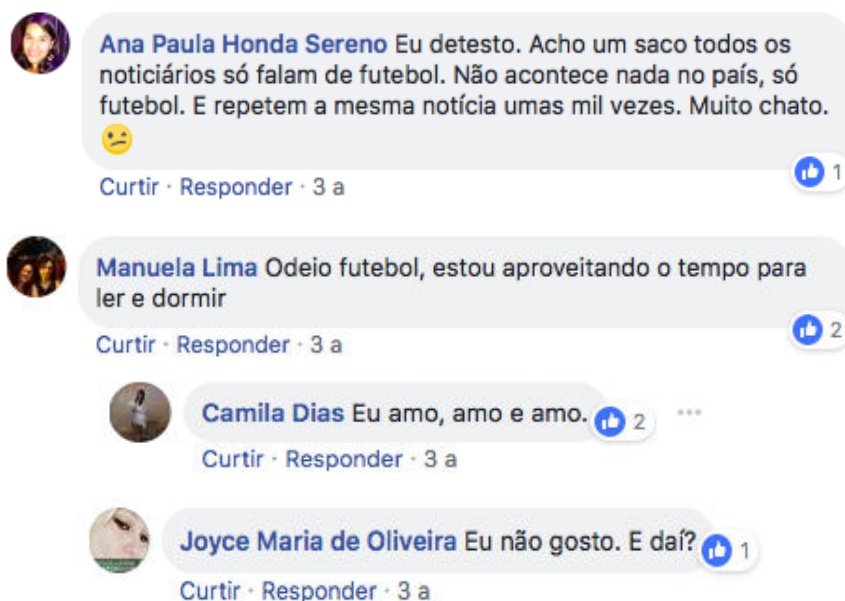 Ana Paula Honda Sereno Eu detesto. Acho um saco todos os
noticiários só falam de futebol. Não acontece nada no país, só
futebol. E repetem a mesma notícia umas mil vezes. Muito chato.
😕
1
Curtir · Responder · 3 a
Manuela Lima Odeio futebol, estou aproveitando o tempo para
ler e dormir
2
Curtir · Responder · 3 a
Camila Dias Eu amo, amo e amo. 2
Curtir · Responder · 3 a
Joyce Maria de Oliveira Eu não gosto. E daí? 1
Curtir · Responder · 3 a